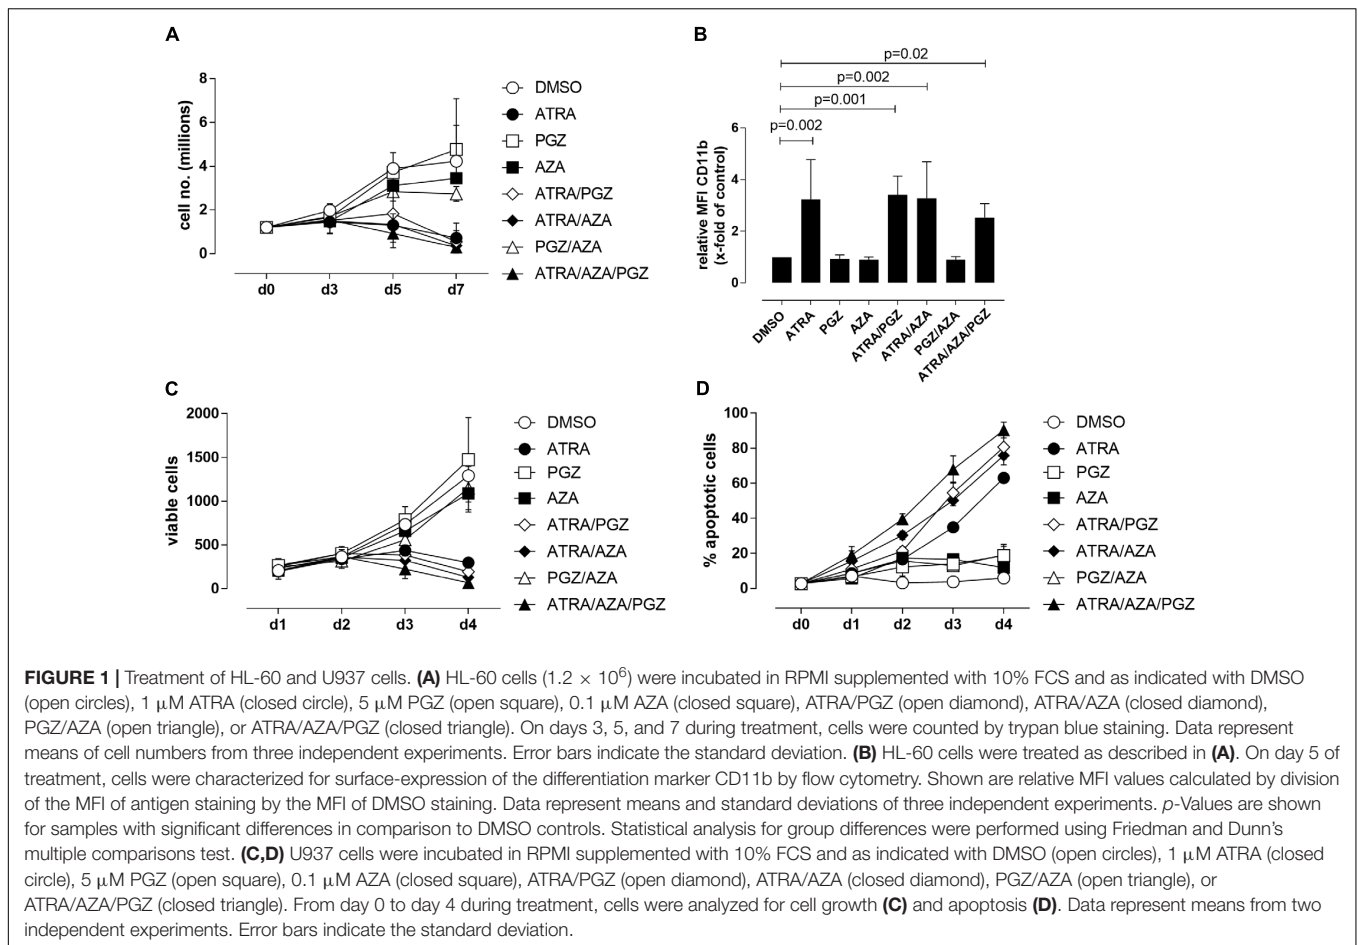 A
8
6
4
2
0
cell no. (millions)
d0 d3 d5 d7
DMSO
ATRA
PGZ
AZA
ATRA/PGZ
ATRA/AZA
PGZ/AZA
ATRA/AZA/PGZ
B
p=0.02
p=0.002
p=0.001
p=0.002
6
4
2
0
relative MFI CD11b
(x-fold of control)
DMSO
ATRA
PGZ
AZA
ATRA/PGZ
ATRA/AZA
PGZ/AZA
ATRA/AZA/PGZ
C
2000
1500
1000
500
0
viable cells
d1 d2 d3 d4
DMSO
ATRA
PGZ
AZA
ATRA/PGZ
ATRA/AZA
PGZ/AZA
ATRA/AZA/PGZ
D
100
80
60
40
20
0
% apoptotic cells
d0 d1 d2 d3 d4
DMSO
ATRA
PGZ
AZA
ATRA/PGZ
ATRA/AZA
PGZ/AZA
ATRA/AZA/PGZ
FIGURE 1 | Treatment of HL-60 and U937 cells. (A) HL-60 cells (1.2 × 10⁶) were incubated in RPMI supplemented with 10% FCS and as indicated with DMSO
(open circles), 1 μM ATRA (closed circle), 5 μM PGZ (open square), 0.1 μM AZA (closed square), ATRA/PGZ (open diamond), ATRA/AZA (closed diamond),
PGZ/AZA (open triangle), or ATRA/AZA/PGZ (closed triangle). On days 3, 5, and 7 during treatment, cells were counted by trypan blue staining. Data represent
means of cell numbers from three independent experiments. Error bars indicate the standard deviation. (B) HL-60 cells were treated as described in (A). On day 5 of
treatment, cells were characterized for surface-expression of the differentiation marker CD11b by flow cytometry. Shown are relative MFI values calculated by division
of the MFI of antigen staining by the MFI of DMSO staining. Data represent means and standard deviations of three independent experiments. p-Values are shown
for samples with significant differences in comparison to DMSO controls. Statistical analysis for group differences were performed using Friedman and Dunn's
multiple comparisons test. (C,D) U937 cells were incubated in RPMI supplemented with 10% FCS and as indicated with DMSO (open circles), 1 μM ATRA (closed
circle), 5 μM PGZ (open square), 0.1 μM AZA (closed square), ATRA/PGZ (open diamond), ATRA/AZA (closed diamond), PGZ/AZA (open triangle), or
ATRA/AZA/PGZ (closed triangle). From day 0 to day 4 during treatment, cells were analyzed for cell growth (C) and apoptosis (D). Data represent means from two
independent experiments. Error bars indicate the standard deviation.